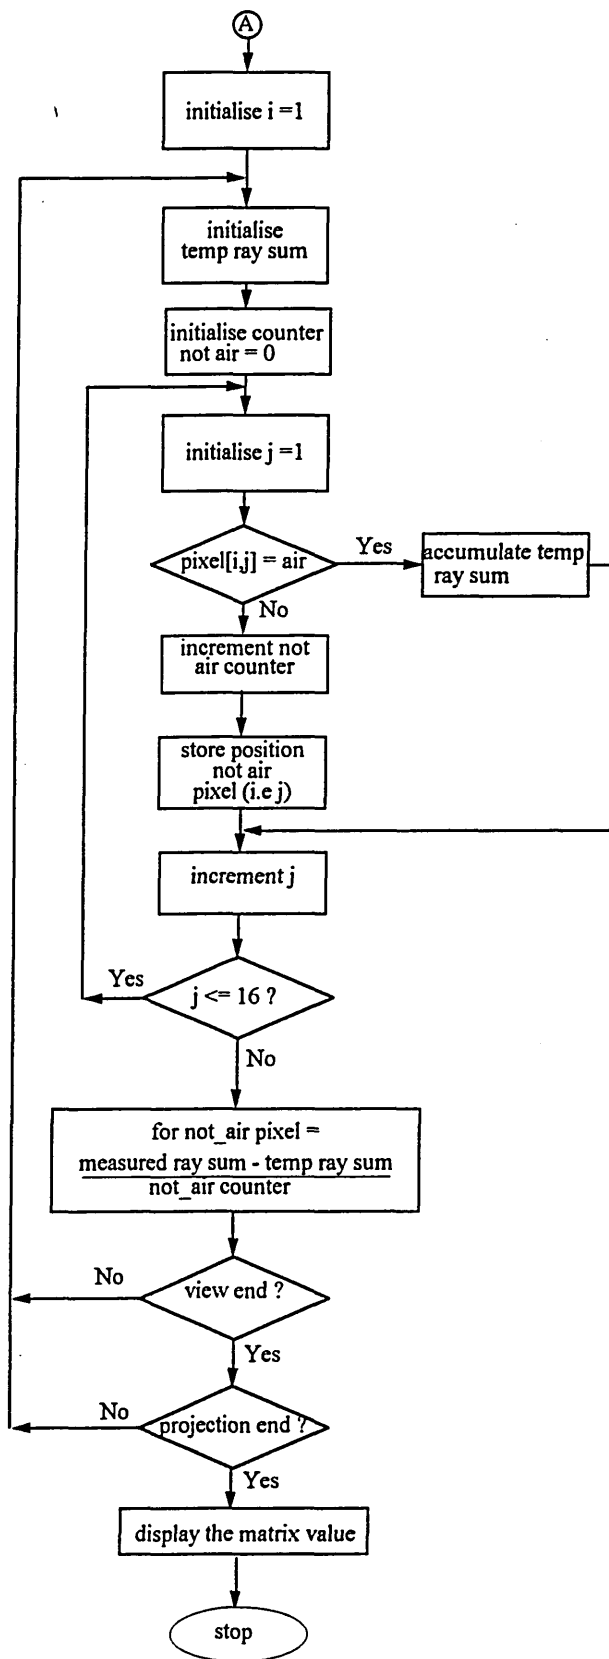 A
initialise i =1
initialise
temp ray sum
initialise counter
not air = 0
initialise j =1
pixel[i,j] = air
Yes
accumulate temp
ray sum
No
increment not
air counter
store position
not air
pixel (i.e j)
increment j
Yes
j <= 16 ?
No
for not_air pixel =
measured ray sum - temp ray sum
not_air counter
No
view end ?
Yes
No
projection end ?
Yes
display the matrix value
stop